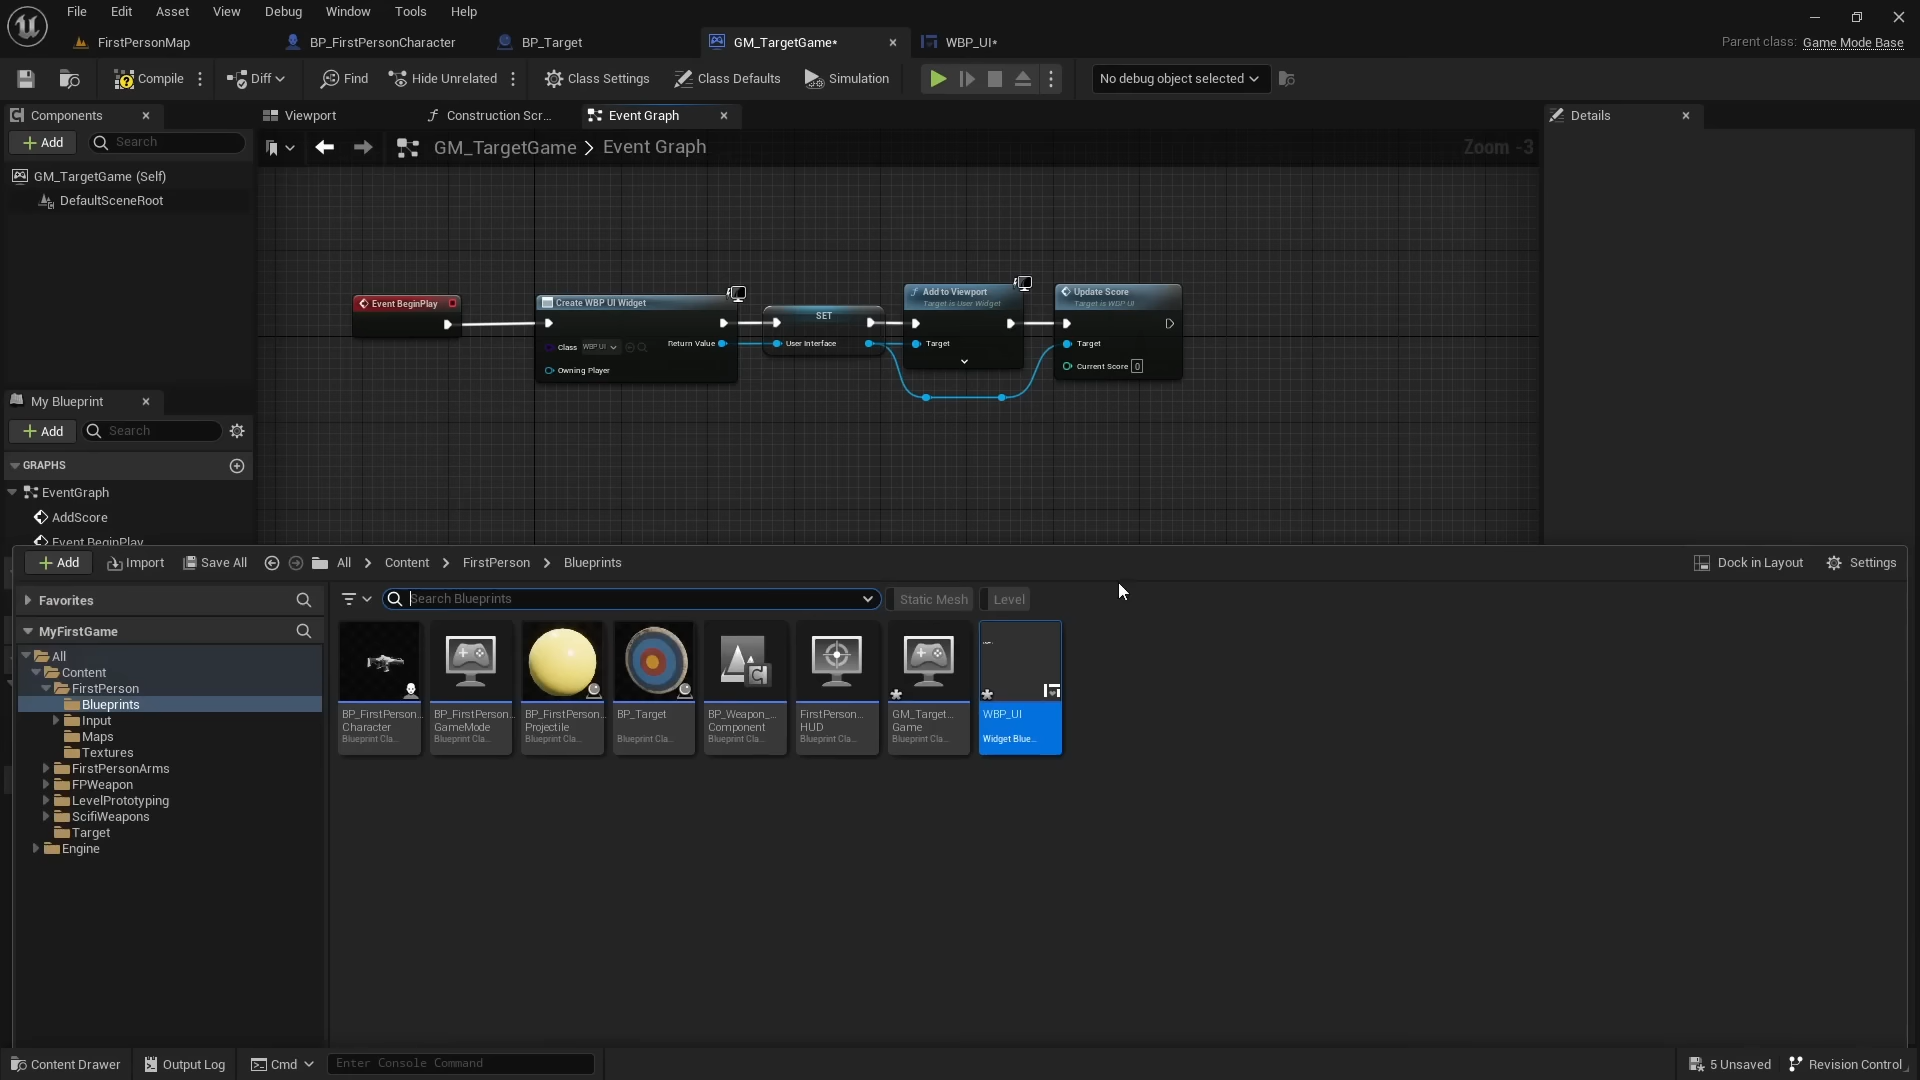 File Edit Asset View Debug Window Tools Help
FirstPersonMap BP_FirstPersonCharacter BP_Target GM_TargetGame* WBP_UI* Parent class: Game Mode Base
Compile Diff Find Hide Unrelated Class Settings Class Defaults Simulation No debug object selected
Components Viewport Construction Scr... Event Graph Details
Add Search
GM_TargetGame > Event Graph Zoom -3
GM_TargetGame (Self)
DefaultSceneRoot
Event BeginPlay
Create WBP UI Widget
Class WBP UI Return Value
Owning Player
SET
User Interface
Add to Viewport
Target is User Widget
Target
Update Score
Target is WBP UI
Target
Current Score 0
My Blueprint
Add Search
GRAPHS
EventGraph
AddScore
Event BeginPlay
Add Import Save All All > Content > FirstPerson > Blueprints Dock in Layout Settings
Favorites
MyFirstGame
All
Content
FirstPerson
Blueprints
Input
Maps
Textures
FirstPersonArms
FPWeapon
LevelPrototyping
ScifiWeapons
Target
Engine
Search Blueprints Static Mesh Level
BP_FirstPerson...
Character
Blueprint Cla...
BP_FirstPerson...
GameMode
Blueprint Cla...
BP_FirstPerson...
Projectile
Blueprint Cla...
BP_Target
Blueprint Cla...
BP_Weapon_...
Component
Blueprint Cla...
FirstPerson...
HUD
Blueprint Cla...
GM_Target...
Game
Blueprint Cla...
WBP_UI
Widget Blue...
Content Drawer Output Log Cmd Enter Console Command 5 Unsaved Revision Control